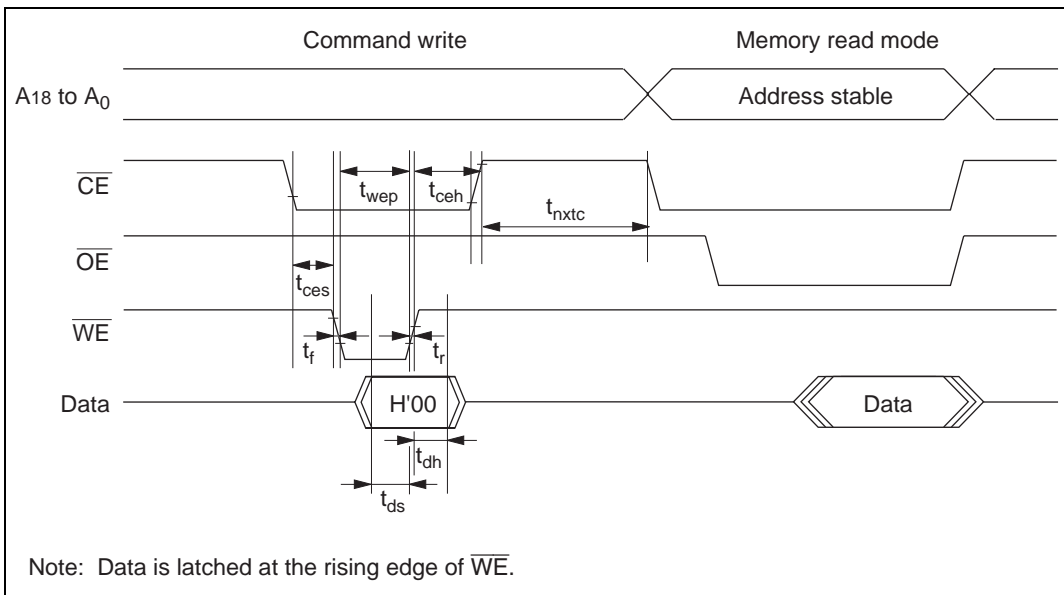 Command write Memory read mode
A18 to A0 Address stable
CE
twep tceh
tnxtc
OE
tces
WE
tf tr
Data H'00 Data
tdh
tds
Note: Data is latched at the rising edge of WE.